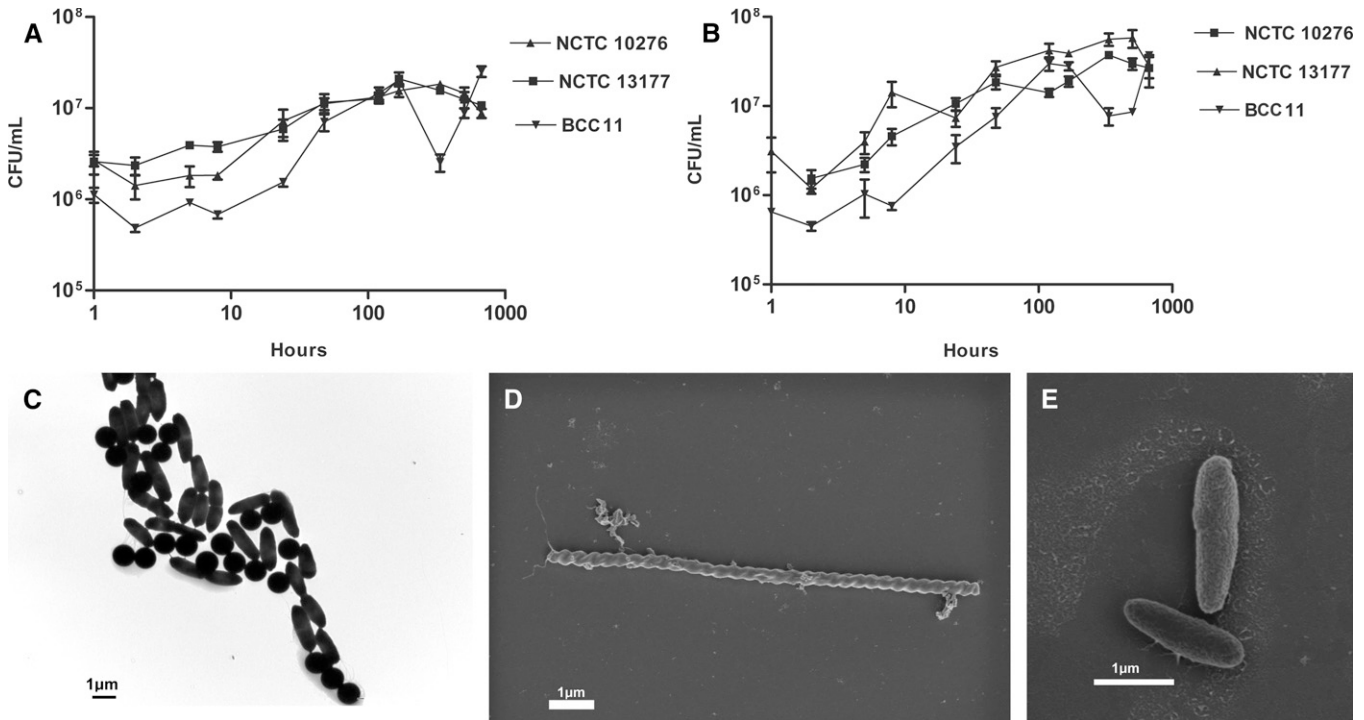 A
10⁸
10⁷
10⁶
10⁵
CFU/mL
1 10 100 1000
Hours
NCTC 10276
NCTC 13177
BCC11
B
10⁸
10⁷
10⁶
10⁵
CFU/mL
1 10 100 1000
Hours
NCTC 10276
NCTC 13177
BCC11
C
1µm
D
1µm
E
1µm